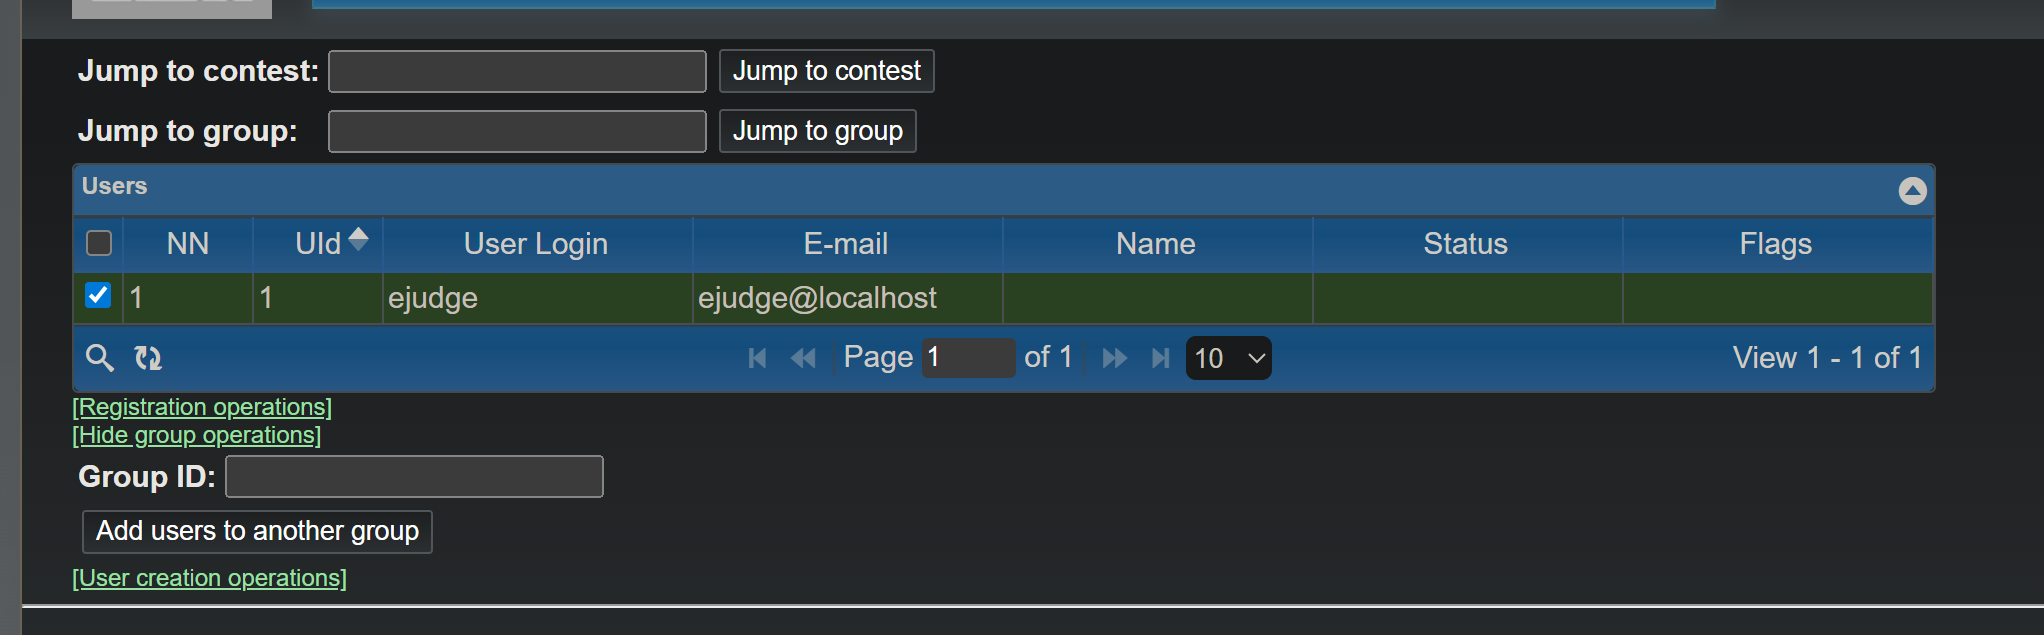 Jump to contest: Jump to contest
Jump to group: Jump to group
Users
NN UId User Login E-mail Name Status Flags
1 1 ejudge ejudge@localhost
Page 1 of 1 10 View 1 - 1 of 1
[Registration operations]
[Hide group operations]
Group ID:
Add users to another group
[User creation operations]